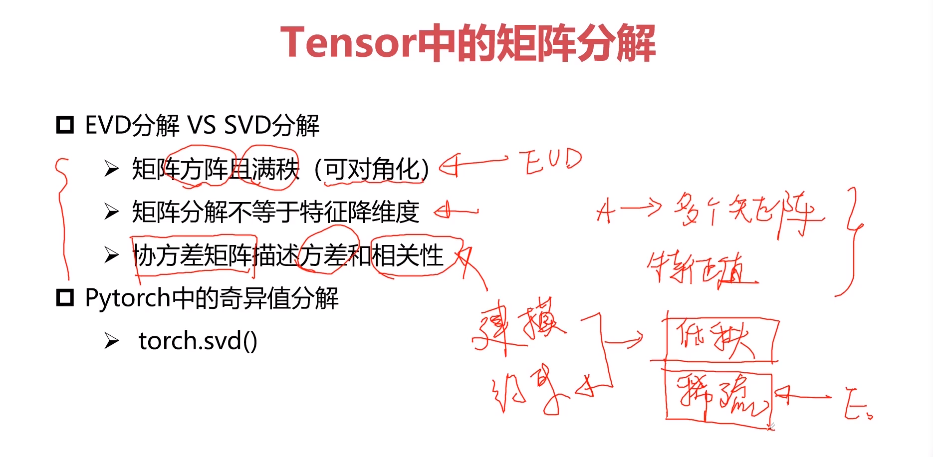 Tensor中的矩阵分解
EVD分解 VS SVD分解
矩阵方阵且满秩（可对角化）
EVD
矩阵分解不等于特征降维度
A → 多个矩阵
协方差矩阵描述方差和相关性
特征值
Pytorch中的奇异值分解
torch.svd()
建模
低秩
约束
稀疏
E。